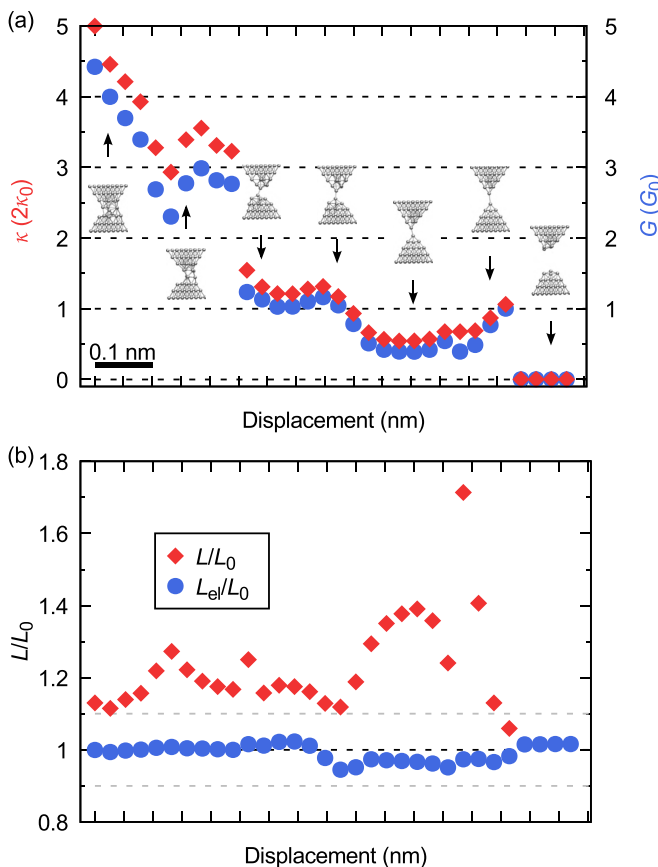 (a)
5
4
3
2
1
0
κ (2κ0)
5
4
3
2
1
0
G (G0)
0.1 nm
Displacement (nm)
(b)
1.8
1.6
1.4
1.2
1
0.8
L/L0
L/L0
Lel/L0
Displacement (nm)